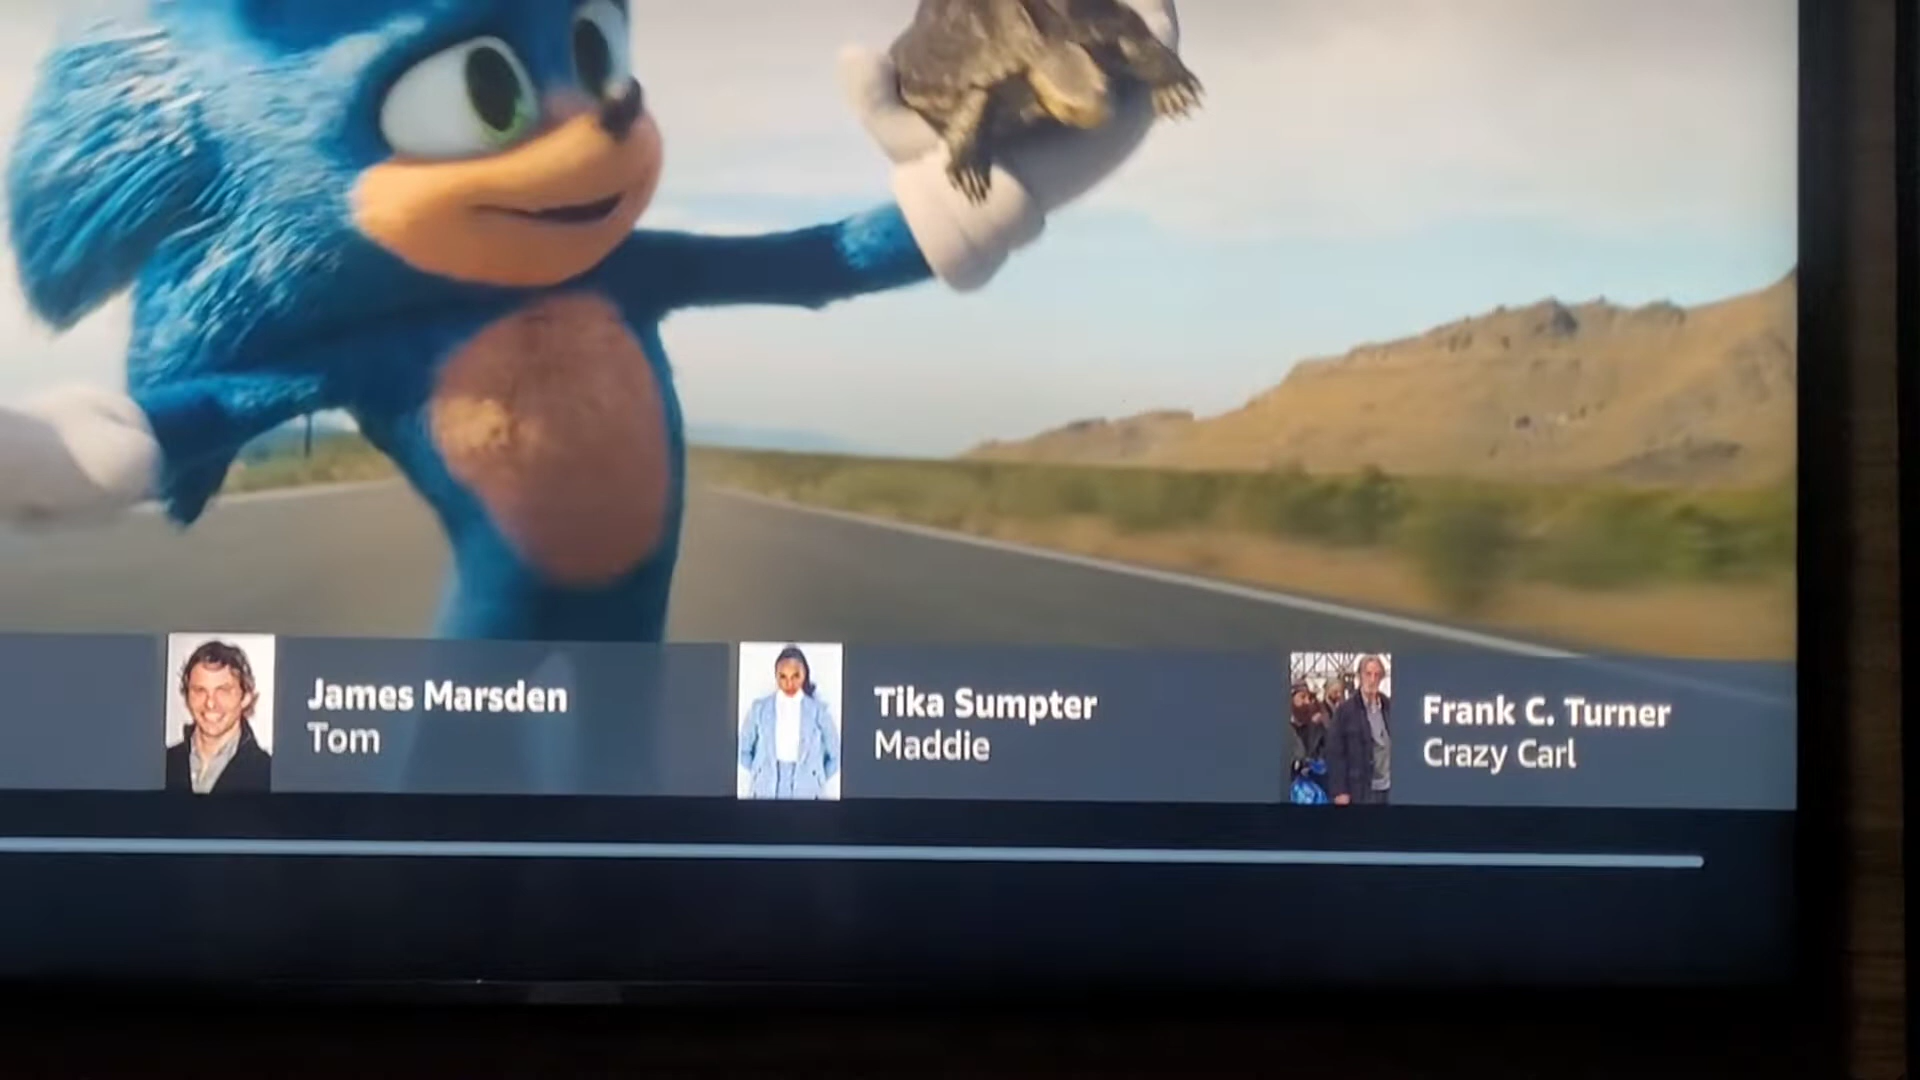 James Marsden
Tom
Tika Sumpter
Maddie
Frank C. Turner
Crazy Carl